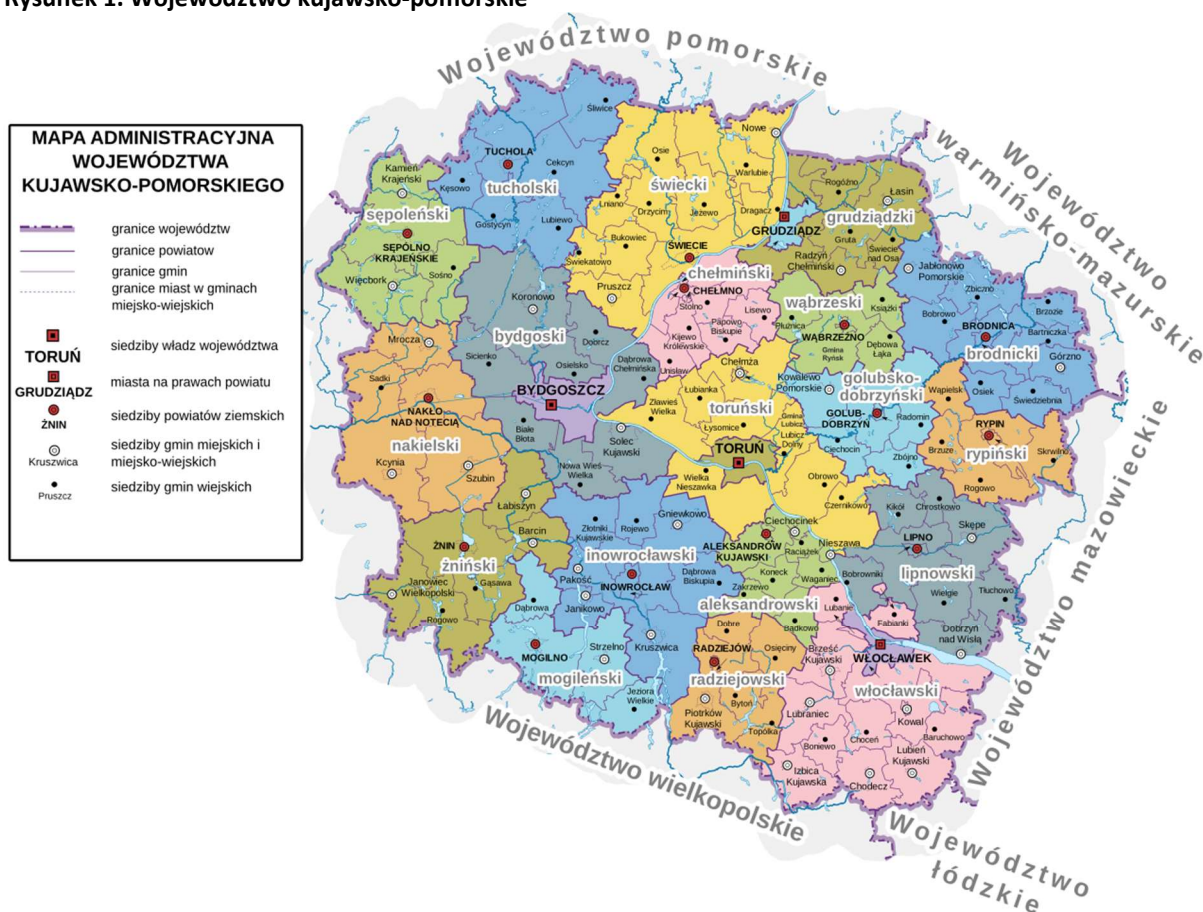 Rysunek 1. Województwo kujawsko-pomorskie
MAPA ADMINISTRACYJNA
WOJEWÓDZTWA
KUJAWSKO-POMORSKIEGO
granice województw
granice powiatow
granice gmin
granice miast w gminach
miejsko-wiejskich
TORUŃ
siedziby władz województwa
GRUDZIĄDZ
miasta na prawach powiatu
ŻNIN
siedziby powiatów ziemskich
Kruszwica
siedziby gmin miejskich i
miejsko-wiejskich
Pruszcz
siedziby gmin wiejskich
Województwo pomorskie
Województwo
warmińsko-mazurskie
Województwo mazowieckie
Województwo
łódzkie
Województwo wielkopolskie
Śliwice
TUCHOLA
Cekcyn
Kęsowo
tucholski
Gostycyn
Lubiewo
Kamień
Krajeński
sępoleński
SĘPÓLNO
KRAJEŃSKIE
Więcbork
Sośno
Nowe
Osie
Warlubie
świecki
Lniano
Drzycim
Jeżewo
Dragacz
Bukowiec
ŚWIECIE
Świekatowo
Pruszcz
Rogóźno
Łasin
grudziądzki
GRUDZIĄDZ
Gruta
Świecie
nad Osą
Radzyń
Chełmiński
chełmiński
CHEŁMNO
Stolno
Lisewo
Kijewo
Królewskie
Papowo
Biskupie
Unisław
wąbrzeski
Książki
Płużnica
WĄBRZEŹNO
Dębowa
Łąka
Gmina
Ryńsk
Jabłonowo
Pomorskie
Zbiczno
Bobrowo
Brzozie
BRODNICA
Bartniczka
brodnicki
Górzno
Osiek
Świedziebnia
Koronowo
bydgoski
Dobrcz
Sicienko
Osielsko
Dąbrowa
Chełmińska
BYDGOSZCZ
Białe
Błota
Solec
Kujawski
Nowa Wieś
Wielka
Mrocza
Sadki
NAKŁO
NAD NOTECIĄ
nakielski
Kcynia
Szubin
Chełmża
Łubianka
toruński
Zławieś
Wielka
Łysomice
Gmina
Lubicz
Lubicz
Dolny
TORUŃ
Wielka
Nieszawka
Obrowo
Czernikowo
Kowalewo
Pomorskie
golubsko-
dobrzyński
GOLUB-
DOBRZYŃ
Radomin
Ciechocin
Zbójno
Wąpielsk
RYPIN
Brzuze
rypiński
Skrwilno
Rogowo
Łabiszyn
Barcin
ŻNIN
żniński
Janowiec
Wielkopolski
Gąsawa
Rogowo
Gniewkowo
Złotniki
Kujawskie
Rojewo
inowrocławski
Pakość
INOWROCŁAW
Dąbrowa
Biskupia
Janikowo
Kruszwica
Ciechocinek
ALEKSANDRÓW
KUJAWSKI
Raciążek
Nieszawa
Koneck
Waganiec
Zakrzewo
aleksandrowski
Bądkowo
Kikół
Chrostkowo
Skępe
LIPNO
Bobrowniki
lipnowski
Wielgie
Tłuchowo
Dobrzyń
nad Wisłą
Dąbrowa
MOGILNO
Strzelno
mogileński
Jeziora
Wielkie
Dobre
RADZIEJÓW
Osięciny
radziejowski
Piotrków
Kujawski
Bytoń
Topólka
Lubanie
Fabianki
Brześć
Kujawski
WŁOCŁAWEK
włocławski
Lubraniec
Kowal
Boniewo
Choceń
Baruchowo
Lubień
Kujawski
Izbica
Kujawska
Chodecz